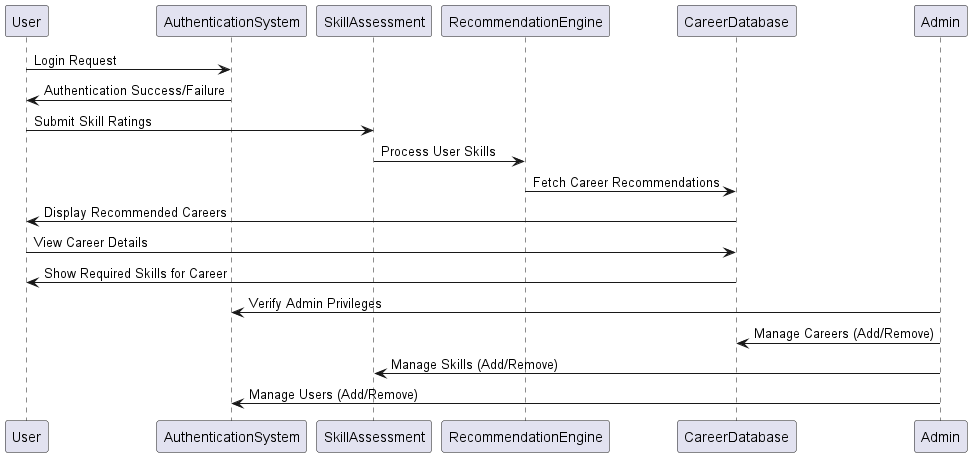 User AuthenticationSystem SkillAssessment RecommendationEngine CareerDatabase Admin
Login Request
Authentication Success/Failure
Submit Skill Ratings
Process User Skills
Fetch Career Recommendations
Display Recommended Careers
View Career Details
Show Required Skills for Career
Verify Admin Privileges
Manage Careers (Add/Remove)
Manage Skills (Add/Remove)
Manage Users (Add/Remove)
User AuthenticationSystem SkillAssessment RecommendationEngine CareerDatabase Admin